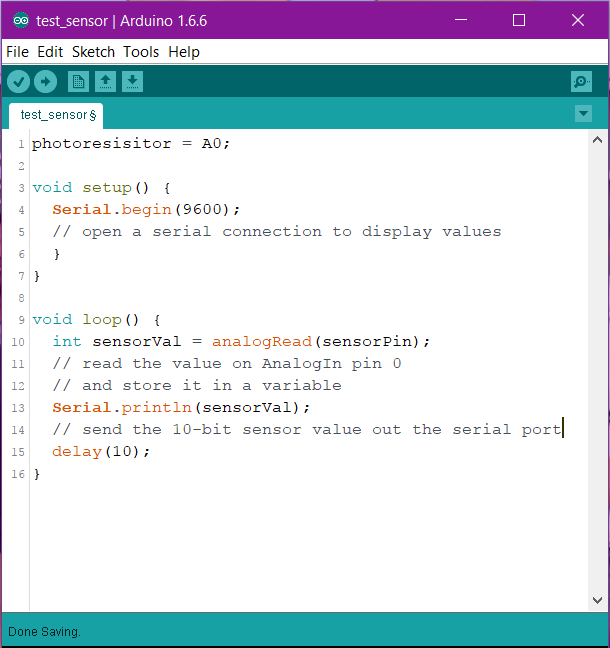 test_sensor | Arduino 1.6.6
File Edit Sketch Tools Help
test_sensor §
1 photoresisitor = A0;
2
3 void setup() {
4 Serial.begin(9600);
5 // open a serial connection to display values
6 }
7 }
8
9 void loop() {
10 int sensorVal = analogRead(sensorPin);
11 // read the value on AnalogIn pin 0
12 // and store it in a variable
13 Serial.println(sensorVal);
14 // send the 10-bit sensor value out the serial port
15 delay(10);
16 }
Done Saving.